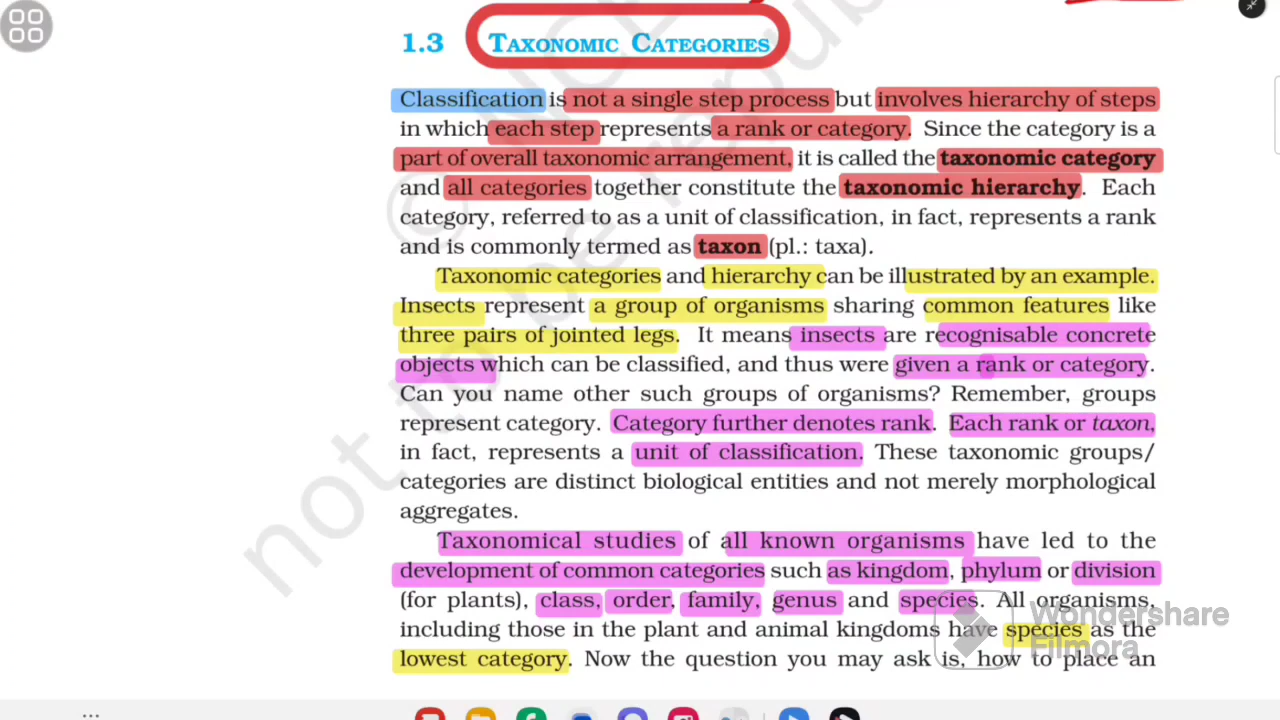 1.3 TAXONOMIC CATEGORIES
Classification is not a single step process but involves hierarchy of steps
in which each step represents a rank or category. Since the category is a
part of overall taxonomic arrangement, it is called the taxonomic category
and all categories together constitute the taxonomic hierarchy. Each
category, referred to as a unit of classification, in fact, represents a rank
and is commonly termed as taxon (pl.: taxa).
Taxonomic categories and hierarchy can be illustrated by an example.
Insects represent a group of organisms sharing common features like
three pairs of jointed legs. It means insects are recognisable concrete
objects which can be classified, and thus were given a rank or category.
Can you name other such groups of organisms? Remember, groups
represent category. Category further denotes rank. Each rank or taxon,
in fact, represents a unit of classification. These taxonomic groups/
categories are distinct biological entities and not merely morphological
aggregates.
Taxonomical studies of all known organisms have led to the
development of common categories such as kingdom, phylum or division
(for plants), class, order, family, genus and species. All organisms,
including those in the plant and animal kingdoms have species as the
lowest category. Now the question you may ask is, how to place an
Wondershare
Filmora
not to be republ